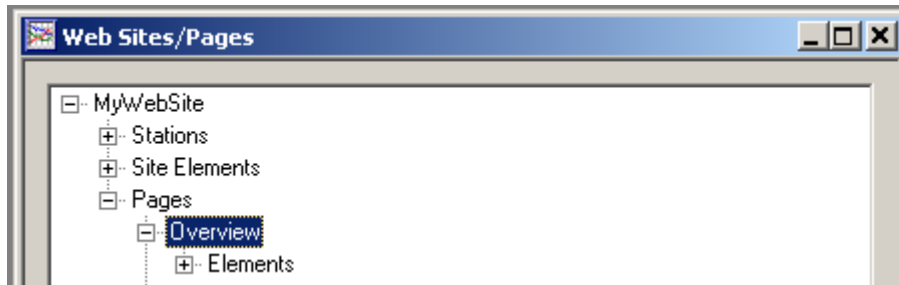 Web Sites/Pages
MyWebSite
Stations
Site Elements
Pages
Overview
Elements